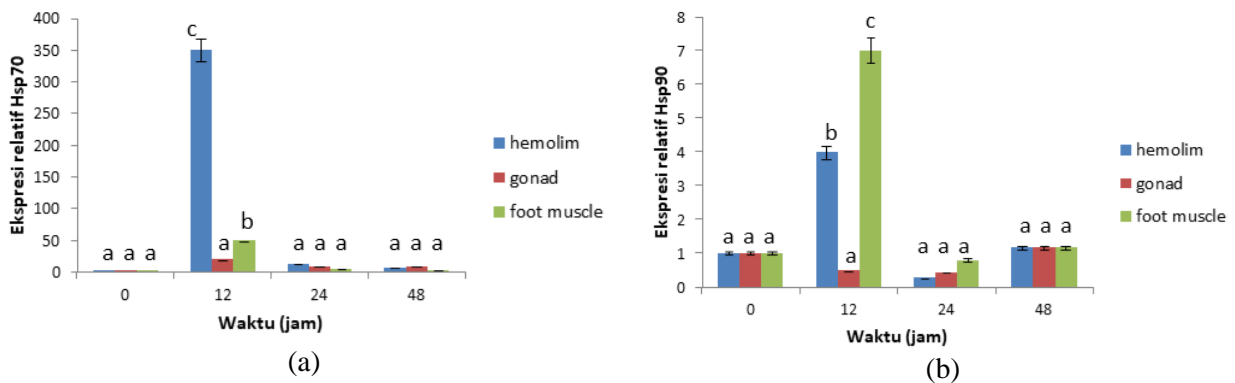 Ekspresi relatif Hsp70
400
350
300
250
200
150
100
50
0
c
a a a
a
b
a a a
a a a
0 12 24 48
Waktu (jam)
hemolim
gonad
foot muscle
(a)
Ekspresi relatif Hsp90
8
7
6
5
4
3
2
1
0
c
b
a a a
a
a a a
a a a
0 12 24 48
Waktu (jam)
hemolim
gonad
foot muscle
(b)